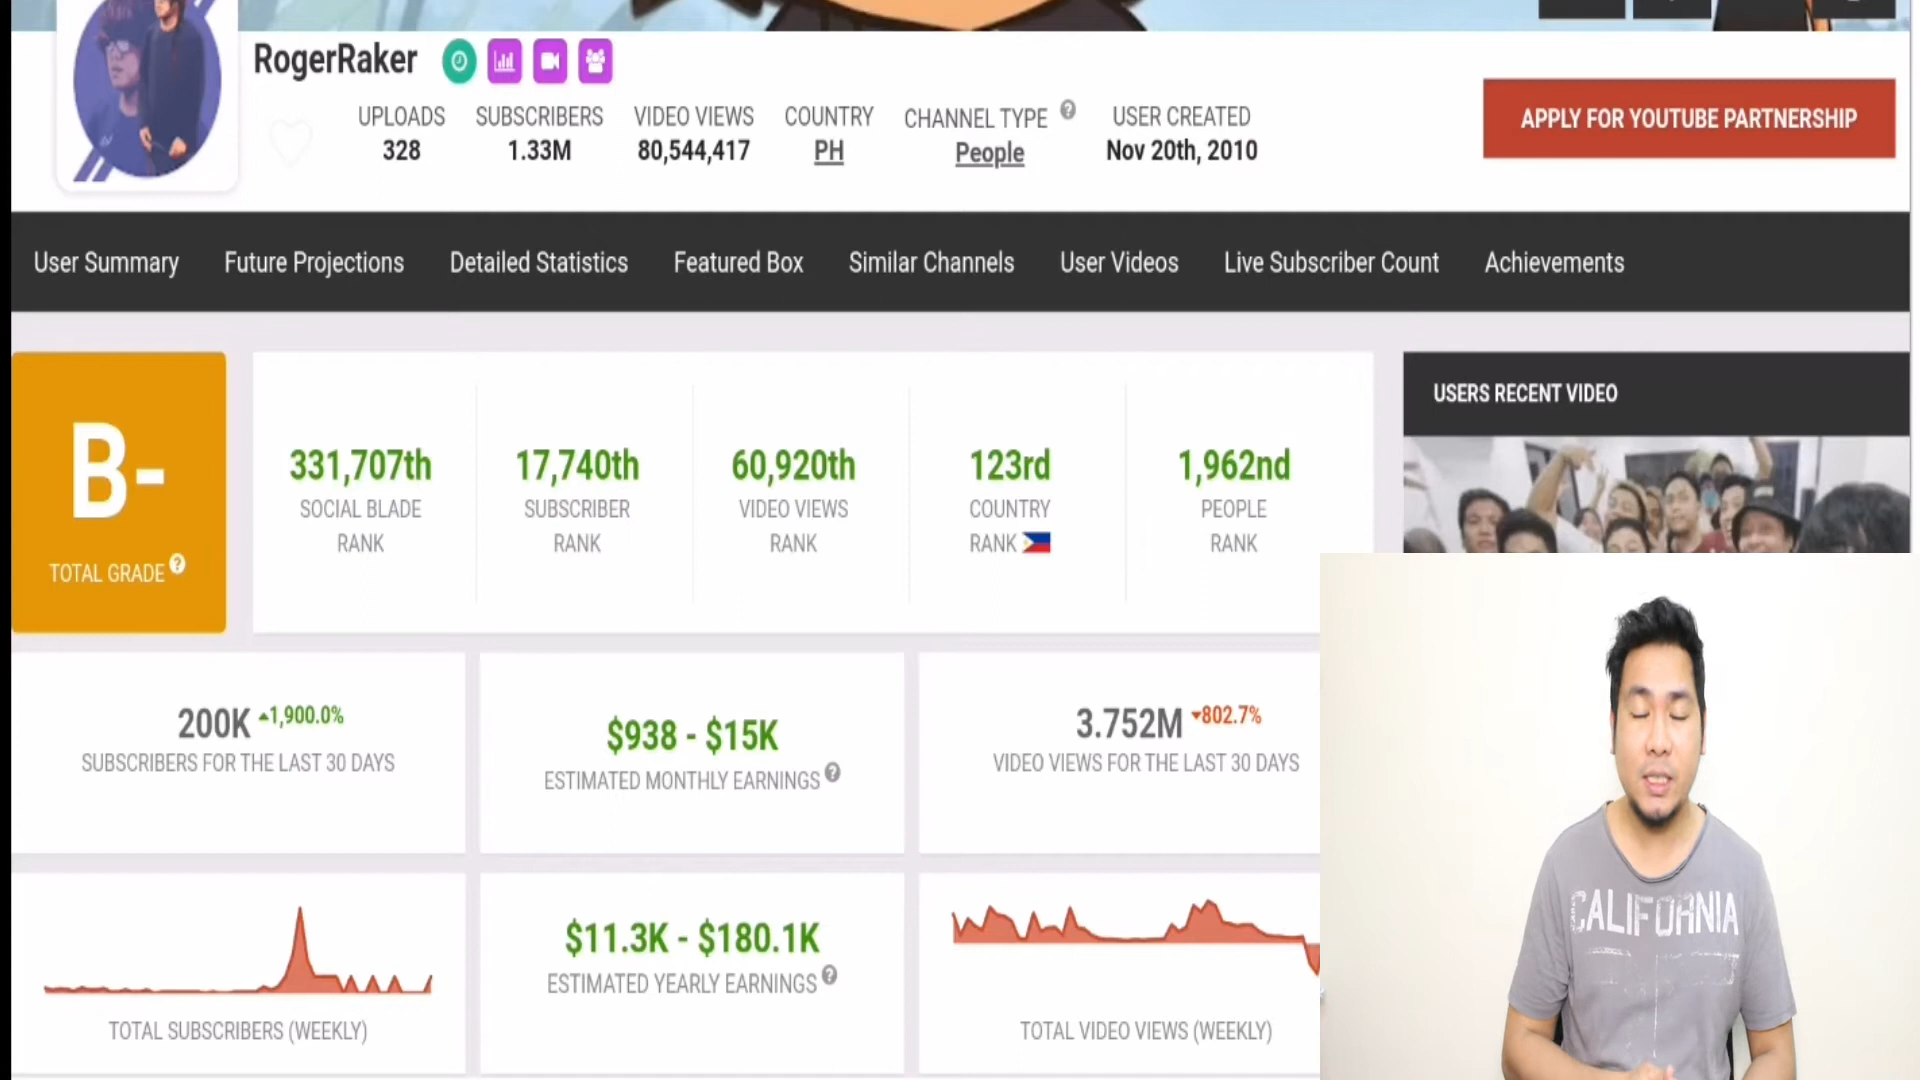 RogerRaker
UPLOADS
328
SUBSCRIBERS
1.33M
VIDEO VIEWS
80,544,417
COUNTRY
PH
CHANNEL TYPE ?
People
USER CREATED
Nov 20th, 2010
APPLY FOR YOUTUBE PARTNERSHIP
User Summary
Future Projections
Detailed Statistics
Featured Box
Similar Channels
User Videos
Live Subscriber Count
Achievements
B-
TOTAL GRADE ?
331,707th
SOCIAL BLADE
RANK
17,740th
SUBSCRIBER
RANK
60,920th
VIDEO VIEWS
RANK
123rd
COUNTRY
RANK
1,962nd
PEOPLE
RANK
USERS RECENT VIDEO
200K 1,900.0%
SUBSCRIBERS FOR THE LAST 30 DAYS
$938 - $15K
ESTIMATED MONTHLY EARNINGS ?
3.752M 802.7%
VIDEO VIEWS FOR THE LAST 30 DAYS
TOTAL SUBSCRIBERS (WEEKLY)
$11.3K - $180.1K
ESTIMATED YEARLY EARNINGS ?
TOTAL VIDEO VIEWS (WEEKLY)
CALIFORNIA